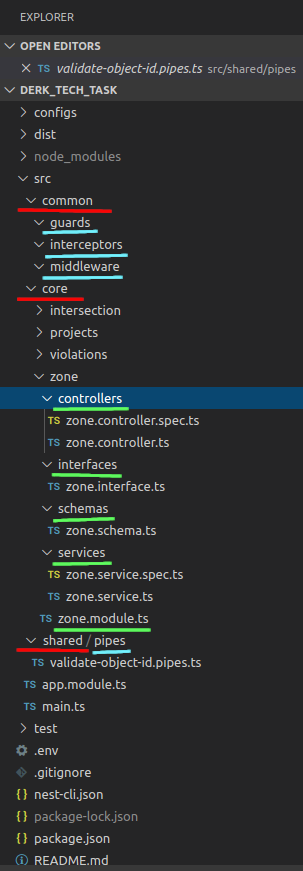 EXPLORER
OPEN EDITORS
TS validate-object-id.pipes.ts src/shared/pipes
DERK_TECH_TASK
configs
dist
node_modules
src
common
guards
interceptors
middleware
core
intersection
projects
violations
zone
controllers
TS zone.controller.spec.ts
TS zone.controller.ts
interfaces
TS zone.interface.ts
schemas
TS zone.schema.ts
services
TS zone.service.spec.ts
TS zone.service.ts
TS zone.module.ts
shared / pipes
TS validate-object-id.pipes.ts
TS app.module.ts
TS main.ts
test
.env
.gitignore
{} nest-cli.json
{} package-lock.json
{} package.json
README.md